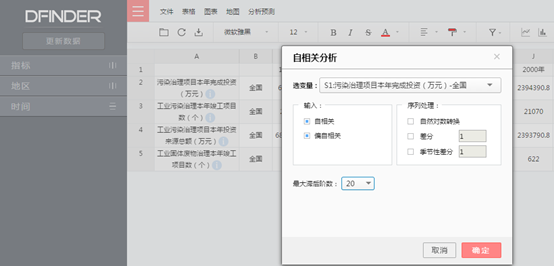 DFINDER
更新数据
指标
地区
时间
文件 表格 图表 地图 分析预测
微软雅黑 12 B I S A
A B J
1 2000年
2 污染治理项目本年完成投资（万元） 全国 2394390.8
3 工业污染治理项目本年竣工项目数（个） 全国 21070
4 工业污染治理项目本年投资来源总额（万元） 全国 68 2393790.8
5 工业固体废物治理本年竣工项目数（个） 全国 622
自相关分析
选变量： S1:污染治理项目本年完成投资（万元）-全国
输入：
自相关
偏自相关
序列处理：
自然对数转换
差分 1
季节性差分 1
最大滞后阶数： 20
取消 确定